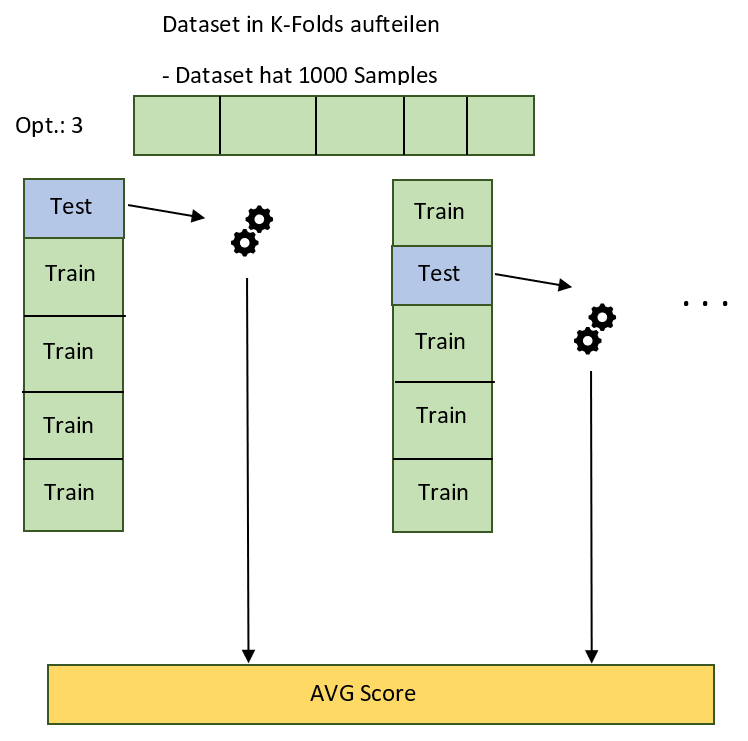 Dataset in K-Folds aufteilen
- Dataset hat 1000 Samples
Opt.: 3
Test
Train
Train
Train
Train
Train
Test
Train
Train
Train
. . .
AVG Score